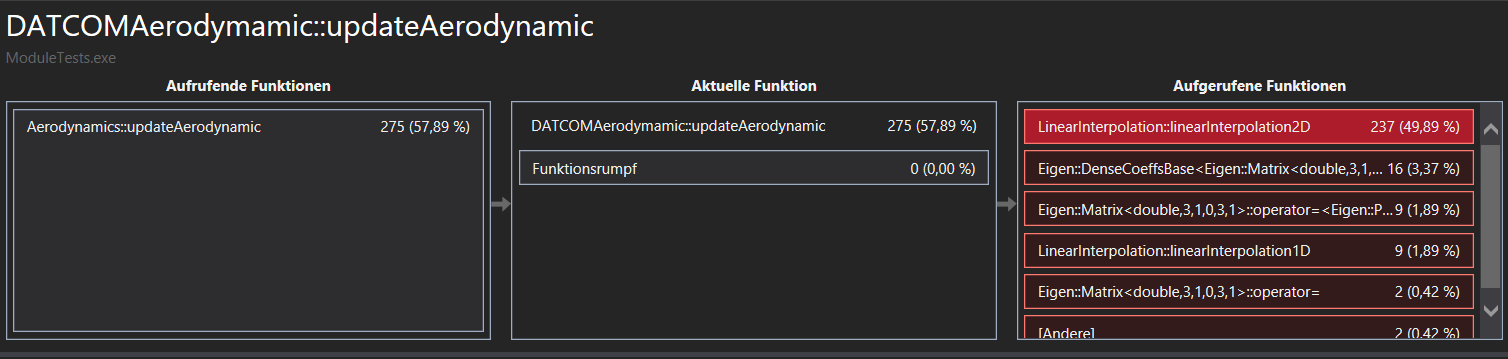 DATCOMAerodymamic::updateAerodynamic
ModuleTests.exe
Aufrufende Funktionen
Aerodynamics::updateAerodynamic 275 (57,89 %)
Aktuelle Funktion
DATCOMAerodymamic::updateAerodynamic 275 (57,89 %)
Funktionsrumpf 0 (0,00 %)
Aufgerufene Funktionen
LinearInterpolation::linearInterpolation2D 237 (49,89 %)
Eigen::DenseCoeffsBase<Eigen::Matrix<double,3,1,... 16 (3,37 %)
Eigen::Matrix<double,3,1,0,3,1>::operator=<Eigen::P... 9 (1,89 %)
LinearInterpolation::linearInterpolation1D 9 (1,89 %)
Eigen::Matrix<double,3,1,0,3,1>::operator= 2 (0,42 %)
[Andere] 2 (0,42 %)